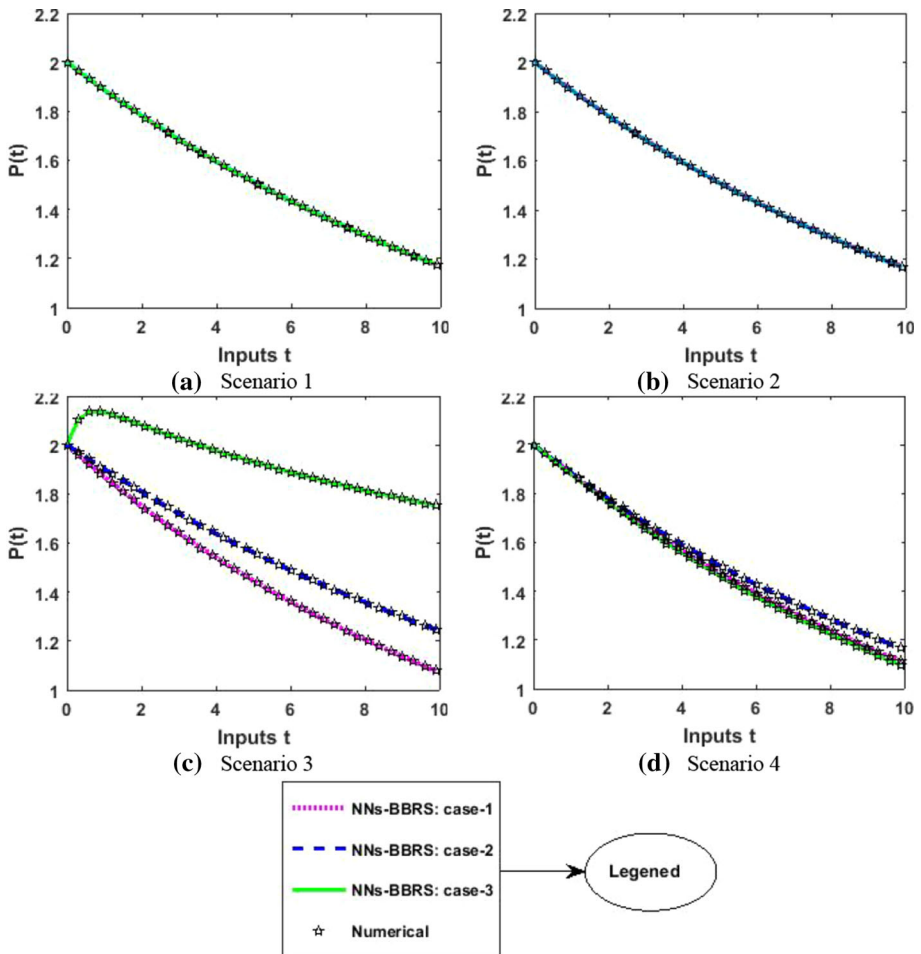 2.2
2
1.8
1.6
1.4
1.2
1
P(t)
0 2 4 6 8 10
Inputs t
(a) Scenario 1
2.2
2
1.8
1.6
1.4
1.2
1
P(t)
0 2 4 6 8 10
Inputs t
(b) Scenario 2
2.2
2
1.8
1.6
1.4
1.2
1
P(t)
0 2 4 6 8 10
Inputs t
(c) Scenario 3
2.2
2
1.8
1.6
1.4
1.2
1
P(t)
0 2 4 6 8 10
Inputs t
(d) Scenario 4
NNs-BBRS: case-1
NNs-BBRS: case-2
NNs-BBRS: case-3
Numerical
Legened